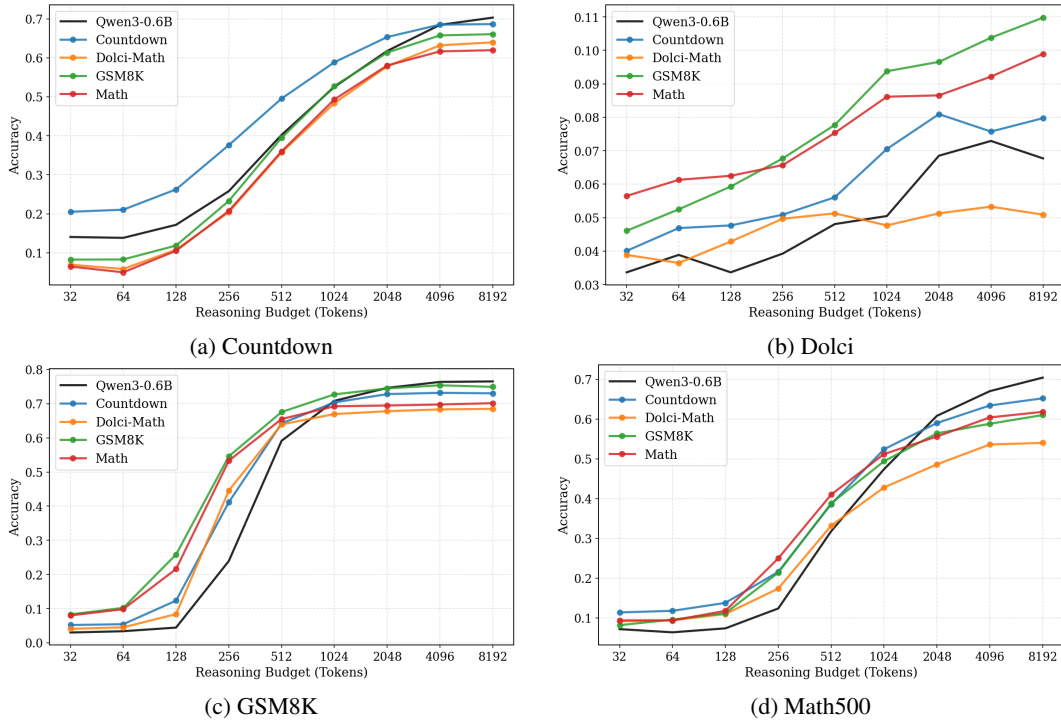 0.7
0.6
0.5
0.4
0.3
0.2
0.1
Accuracy
Qwen3-0.6B
Countdown
Dolci-Math
GSM8K
Math
32 64 128 256 512 1024 2048 4096 8192
Reasoning Budget (Tokens)
(a) Countdown
0.11
0.10
0.09
0.08
0.07
0.06
0.05
0.04
0.03
Accuracy
Qwen3-0.6B
Countdown
Dolci-Math
GSM8K
Math
32 64 128 256 512 1024 2048 4096 8192
Reasoning Budget (Tokens)
(b) Dolci
0.8
0.7
0.6
0.5
0.4
0.3
0.2
0.1
0.0
Accuracy
Qwen3-0.6B
Countdown
Dolci-Math
GSM8K
Math
32 64 128 256 512 1024 2048 4096 8192
Reasoning Budget (Tokens)
(c) GSM8K
0.7
0.6
0.5
0.4
0.3
0.2
0.1
Accuracy
Qwen3-0.6B
Countdown
Dolci-Math
GSM8K
Math
32 64 128 256 512 1024 2048 4096 8192
Reasoning Budget (Tokens)
(d) Math500